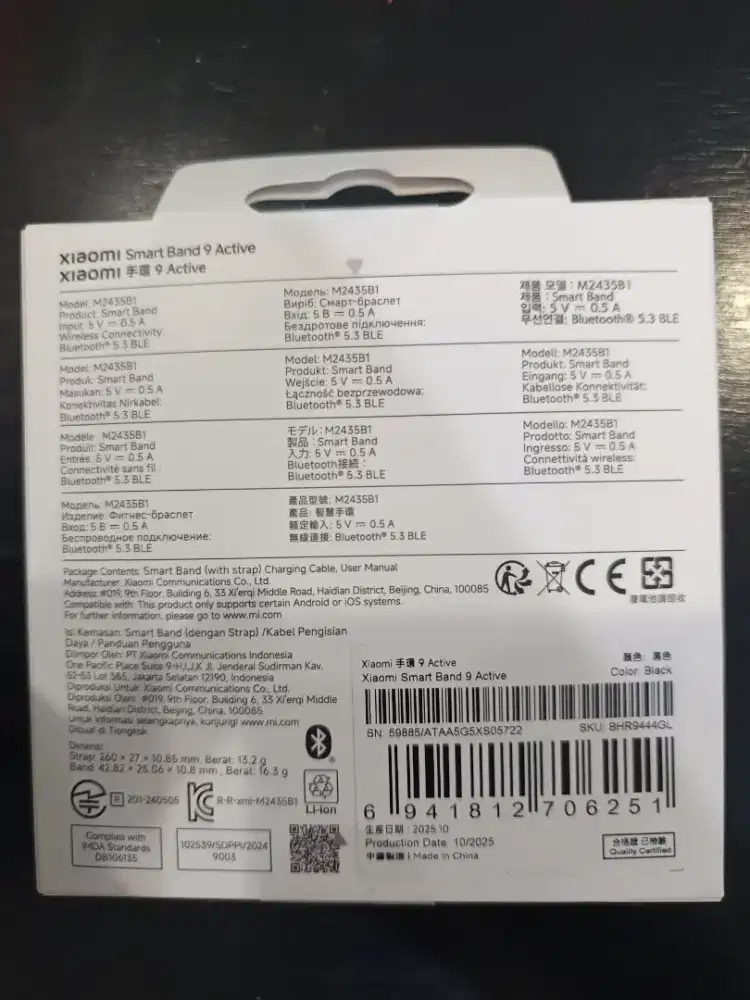 xiaomi Smart Band 9 Active
xiaomi 手環 9 Active
Model: M2435B1
Product: Smart Band
Input: 5 V ⎓ 0.5 A
Wireless Connectivity:
Bluetooth® 5.3 BLE
Модель: M2435B1
Виріб: Смарт-браслет
Вхід: 5 В ⎓ 0.5 A
Бездротове підключення:
Bluetooth® 5.3 BLE
제품 모델 : M2435B1
제품 : Smart Band
입력: 5 V ⎓ 0.5 A
무선연결: Bluetooth® 5.3 BLE
Model: M2435B1
Produk: Smart Band
Masukan: 5 V ⎓ 0.5 A
Konektivitas Nirkabel:
Bluetooth® 5.3 BLE
Model: M2435B1
Produkt: Smart Band
Wejście: 5 V ⎓ 0.5 A
Łączność bezprzewodowa:
Bluetooth® 5.3 BLE
Modell: M2435B1
Produkt: Smart Band
Eingang: 5 V ⎓ 0.5 A
Kabellose Konnektivität:
Bluetooth® 5.3 BLE
Modèle: M2435B1
Produit: Smart Band
Entrée: 5 V ⎓ 0.5 A
Connectivité sans fil:
Bluetooth® 5.3 BLE
モデル: M2435B1
製品 : Smart Band
入力: 5 V ⎓ 0.5 A
Bluetooth接続 :
Bluetooth® 5.3 BLE
Modello: M2435B1
Prodotto: Smart Band
Ingresso: 5 V ⎓ 0.5 A
Connettività wireless:
Bluetooth® 5.3 BLE
Модель: M2435B1
Изделие: Фитнес-браслет
Вход: 5 В ⎓ 0.5 A
Беспроводное подключение:
Bluetooth® 5.3 BLE
產品型號: M2435B1
產品: 智慧手環
額定輸入: 5 V ⎓ 0.5 A
無線連接: Bluetooth® 5.3 BLE
Package Contents: Smart Band (with strap) Charging Cable, User Manual
Manufacturer: Xiaomi Communications Co., Ltd.
Address: #019, 9th Floor, Building 6, 33 Xi'erqi Middle Road, Haidian District, Beijing, China, 100085
Compatible with: This product only supports certain Android or iOS systems.
For further information, please go to www.mi.com
CE
廢電池請回收
Isi Kemasan: Smart Band (dengan Strap) /Kabel Pengisian
Daya / Panduan Pengguna
Diimpor Oleh: PT Xiaomi Communications Indonesia
One Pacific Place Suite 9-H,I,J,K Jl. Jenderal Sudirman Kav.
52-53 Lot 3&5, Jakarta Selatan 12190, Indonesia
Diproduksi Untuk: Xiaomi Communications Co., Ltd.
Diproduksi Oleh: #019, 9th Floor, Building 6, 33 Xi'erqi Middle
Road, Haidian District, Beijing, China, 100085
Untuk informasi selengkapnya, kunjungi www.mi.com
Dibuat di Tiongkok
Dimensi:
Strap: 260 × 27 × 10.85 mm, Berat: 13.2 g
Band: 42.82 × 25.06 × 10.8 mm , Berat: 16.3 g
R 201-240505
R-R-xmi-M2435B1
Li-ion
Complies with
IMDA Standards
DB106135
102539/SDPPI/2024
9003
Xiaomi 手環 9 Active
Xiaomi Smart Band 9 Active
顏色: 黑色
Color: Black
SN: 59885/ATAA5G5XS05722
SKU: BHR9444GL
6 941812 706251
生産日期 : 2025.10
Production Date: 10/2025
中國製造 | Made in China
合格證 已檢驗
Quality Certified